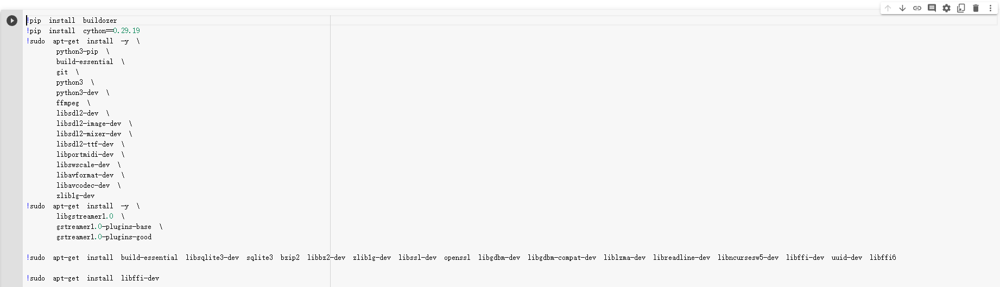 !pip install buildozer
!pip install cython==0.29.19
!sudo apt-get install -y \
python3-pip \
build-essential \
git \
python3 \
python3-dev \
ffmpeg \
libsdl2-dev \
libsdl2-image-dev \
libsdl2-mixer-dev \
libsdl2-ttf-dev \
libportmidi-dev \
libswscale-dev \
libavformat-dev \
libavcodec-dev \
zlib1g-dev
!sudo apt-get install -y \
libgstreamer1.0 \
gstreamer1.0-plugins-base \
gstreamer1.0-plugins-good
!sudo apt-get install build-essential libsqlite3-dev sqlite3 bzip2 libbz2-dev zlib1g-dev libssl-dev openssl libgdbm-dev libgdbm-compat-dev liblzma-dev libreadline-dev libncursesw5-dev libffi-dev uuid-dev libffi6
!sudo apt-get install libffi-dev